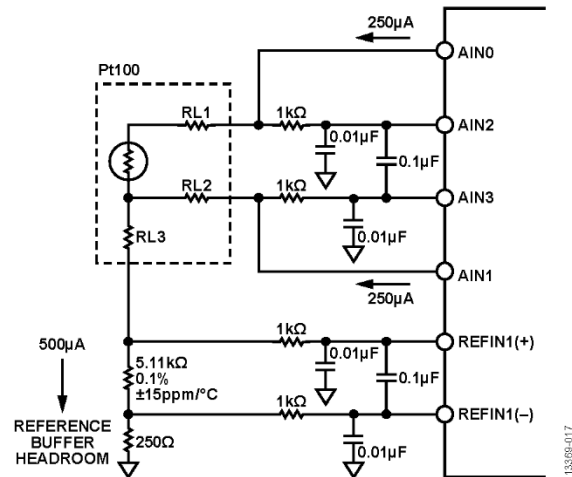 250µA
AIN0
Pt100
RL1
1kΩ
AIN2
0.01µF
0.1µF
RL2
1kΩ
AIN3
RL3
0.01µF
AIN1
250µA
500µA
1kΩ
REFIN1(+)
5.11kΩ
0.1%
±15ppm/°C
0.01µF
0.1µF
1kΩ
REFIN1(–)
REFERENCE
BUFFER
HEADROOM
250Ω
0.01µF
13369-017